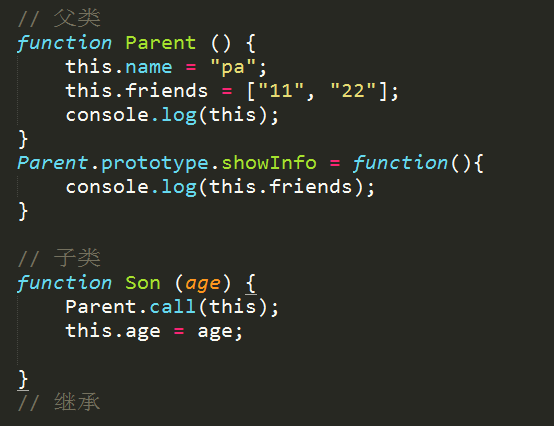 // 父类
function Parent () {
    this.name = "pa";
    this.friends = ["11", "22"];
    console.log(this);
}
Parent.prototype.showInfo = function(){
    console.log(this.friends);
}
// 子类
function Son (age) {
    Parent.call(this);
    this.age = age;
}
// 继承